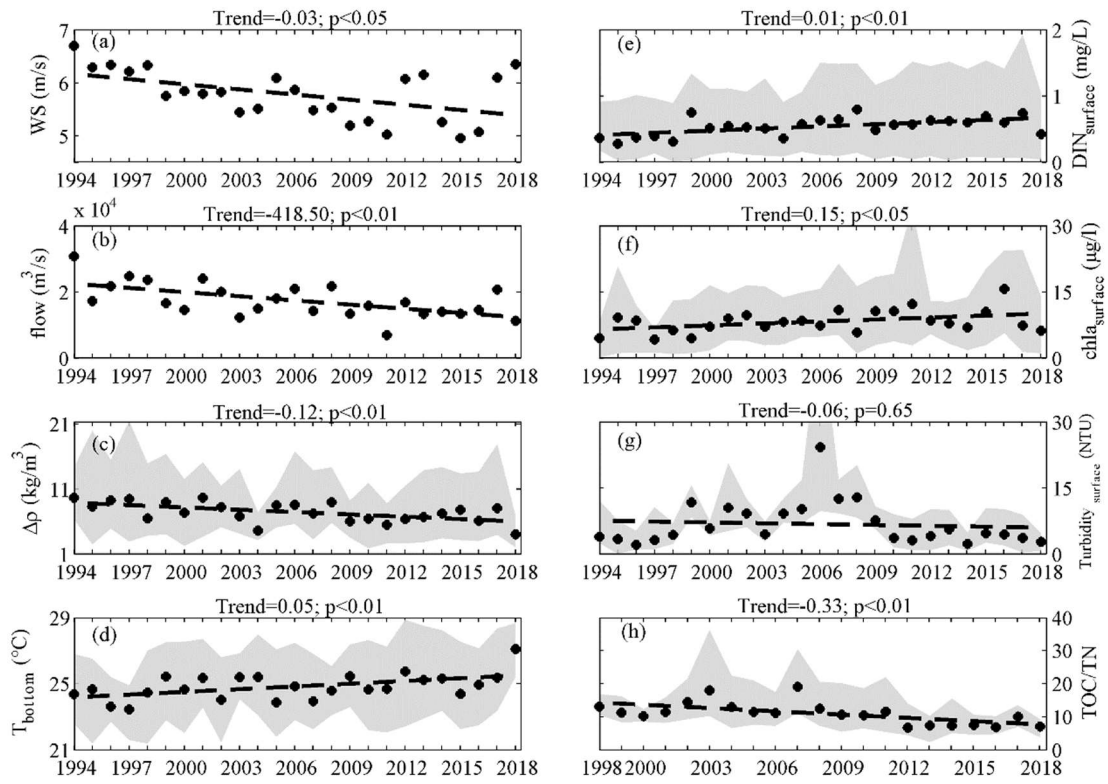 Trend=-0.03; p<0.05
(a)
WS (m/s)
7
6
5
1994 1997 2000 2003 2006 2009 2012 2015 2018
Trend=0.01; p<0.01
(e)
DINsurface (mg/L)
2
1
0
1994 1997 2000 2003 2006 2009 2012 2015 2018
Trend=-418.50; p<0.01
x 10^4
(b)
flow (m^3/s)
4
2
0
1994 1997 2000 2003 2006 2009 2012 2015 2018
Trend=0.15; p<0.05
(f)
chlasurface (μg/l)
30
15
0
1994 1997 2000 2003 2006 2009 2012 2015 2018
Trend=-0.12; p<0.01
(c)
Δρ (kg/m^3)
21
11
1
1994 1997 2000 2003 2006 2009 2012 2015 2018
Trend=-0.06; p=0.65
(g)
Turbidity surface (NTU)
30
15
0
1994 1997 2000 2003 2006 2009 2012 2015 2018
Trend=0.05; p<0.01
(d)
Tbottom (°C)
29
25
21
1994 1997 2000 2003 2006 2009 2012 2015 2018
Trend=-0.33; p<0.01
(h)
TOC/TN
40
30
20
10
0
1998 2000 2003 2006 2009 2012 2015 2018